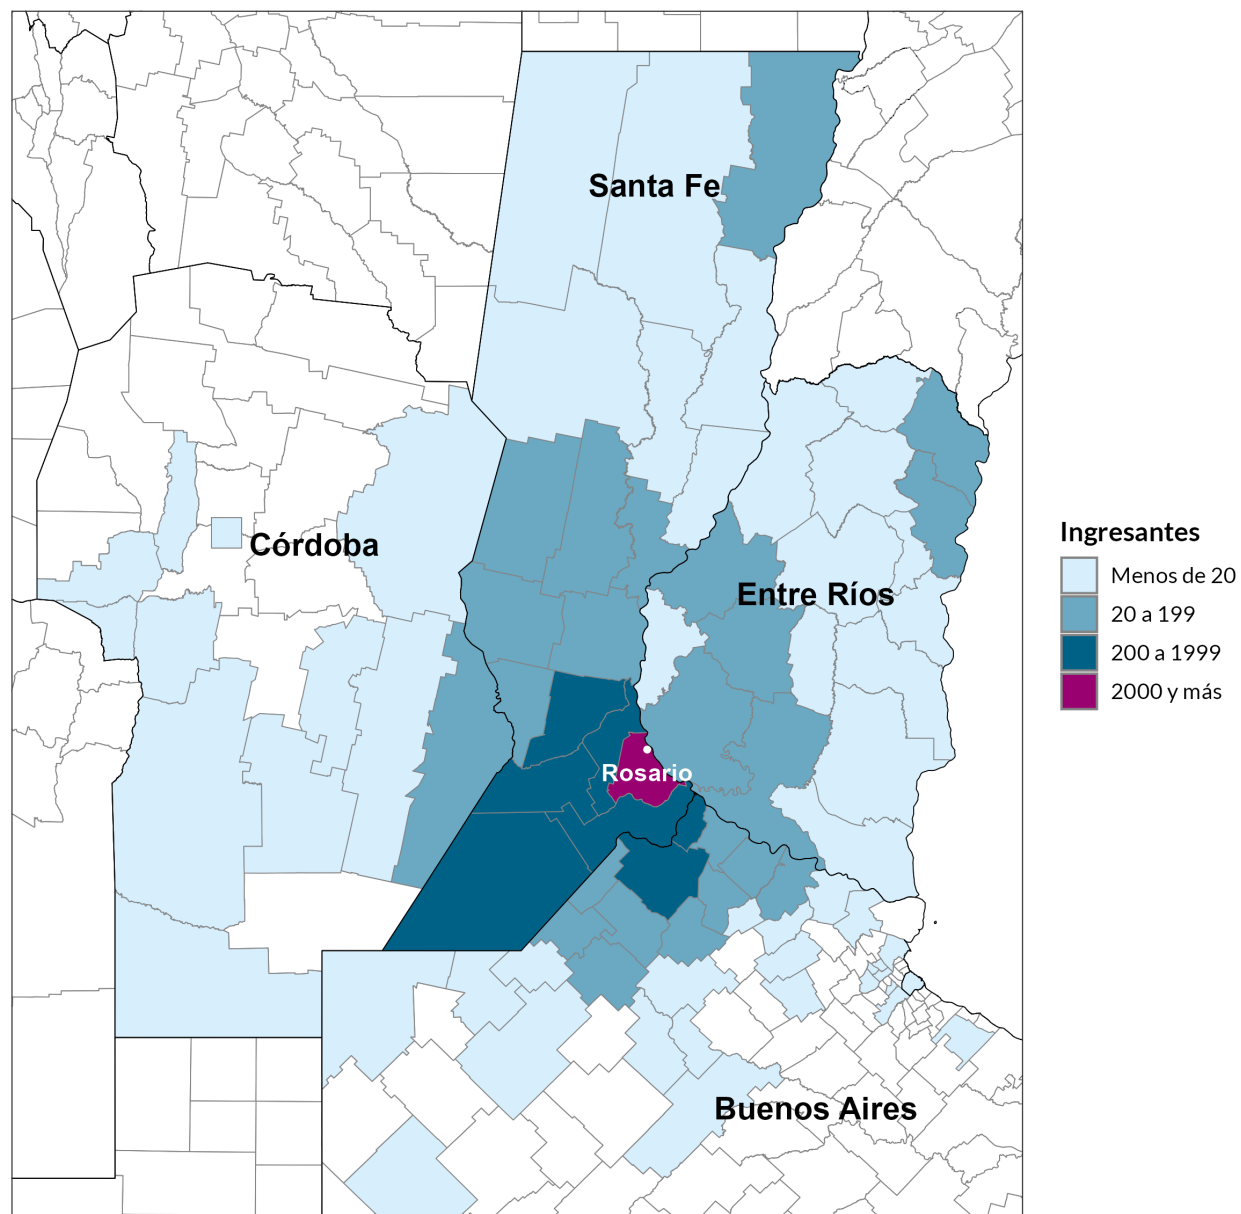 Santa Fe
Córdoba
Entre Ríos
Rosario
Buenos Aires
Ingresantes
Menos de 20
20 a 199
200 a 1999
2000 y más